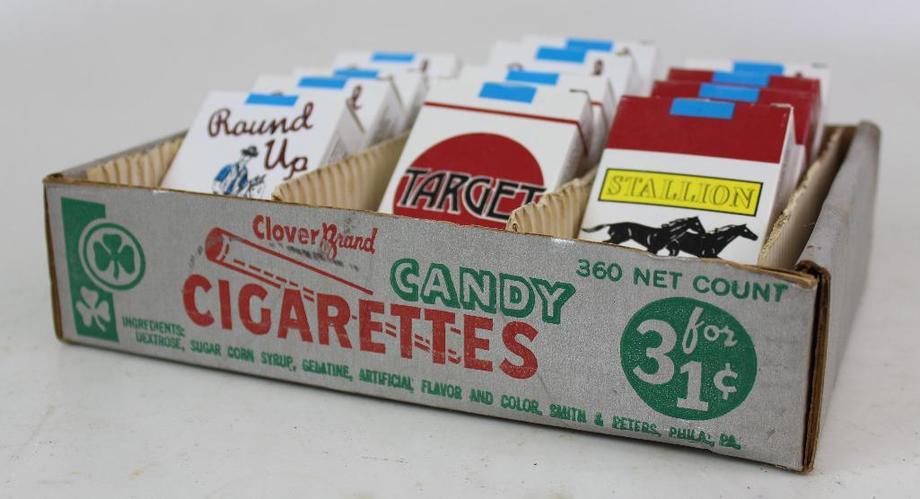 Round
Up
TARGET
STALLION
Clover Brand
CANDY
CIGARETTES
360 NET COUNT
3 for 1¢
INGREDIENTS:
DEXTROSE, SUGAR CORN SYRUP, GELATINE, ARTIFICIAL FLAVOR AND COLOR, SMITH & PETERS, PHILA., PA.